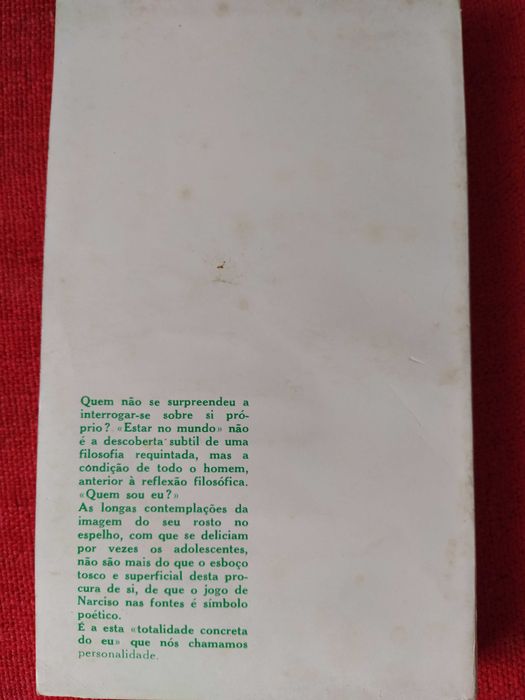 Quem não se surpreendeu a
interrogar-se sobre si pró-
prio? «Estar no mundo» não
é a descoberta subtil de uma
filosofia requintada, mas a
condição de todo o homem,
anterior à reflexão filosófica.
«Quem sou eu?»
As longas contemplações da
imagem do seu rosto no
espelho, com que se deliciam
por vezes os adolescentes,
não são mais do que o esboço
tosco e superficial desta pro-
cura de si, de que o jogo de
Narciso nas fontes é símbolo
poético.
É a esta «totalidade concreta
do eu» que nós chamamos
personalidade.